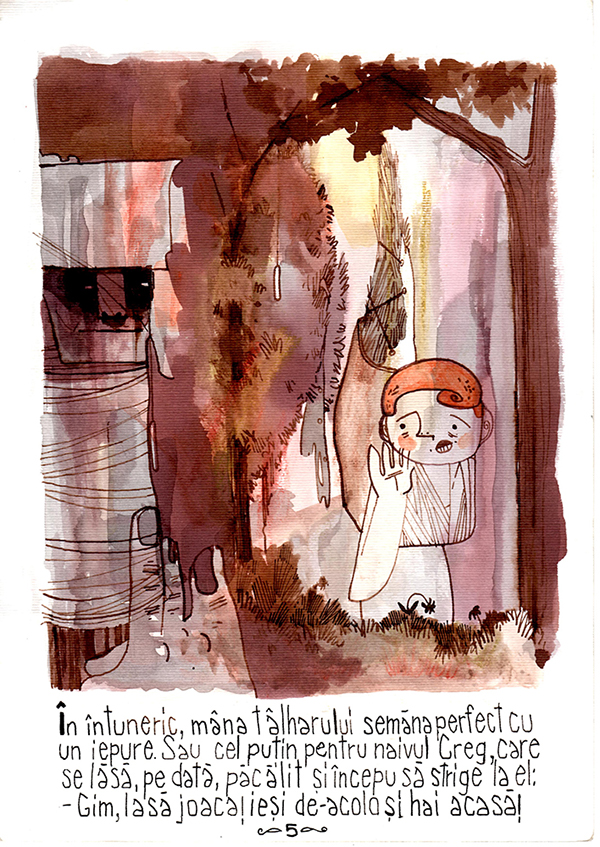 În întuneric, mâna tâlharului semăna perfect cu
un iepure. Sau cel puțin pentru naivul Greg, care
se lăsă, pe dată, păcălit și începu să strige la el:
- Gim, lasă joaca, ieși de-acolo și hai acasă!
5